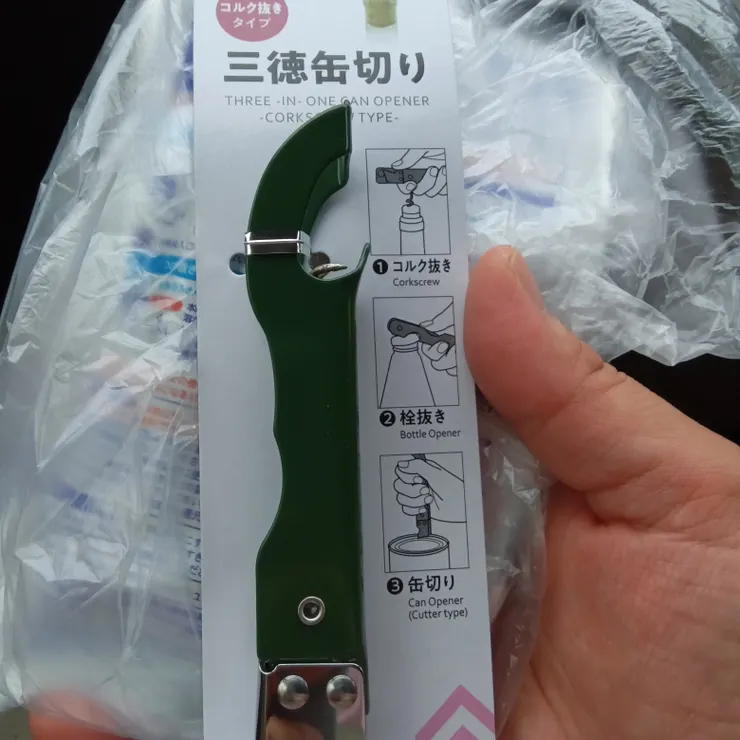 コルク抜き
タイプ
三徳缶切り
THREE -IN- ONE CAN OPENER
-CORKSCREW TYPE-
❶コルク抜き
Corkscrew
❷栓抜き
Bottle Opener
❸缶切り
Can Opener
(Cutter type)